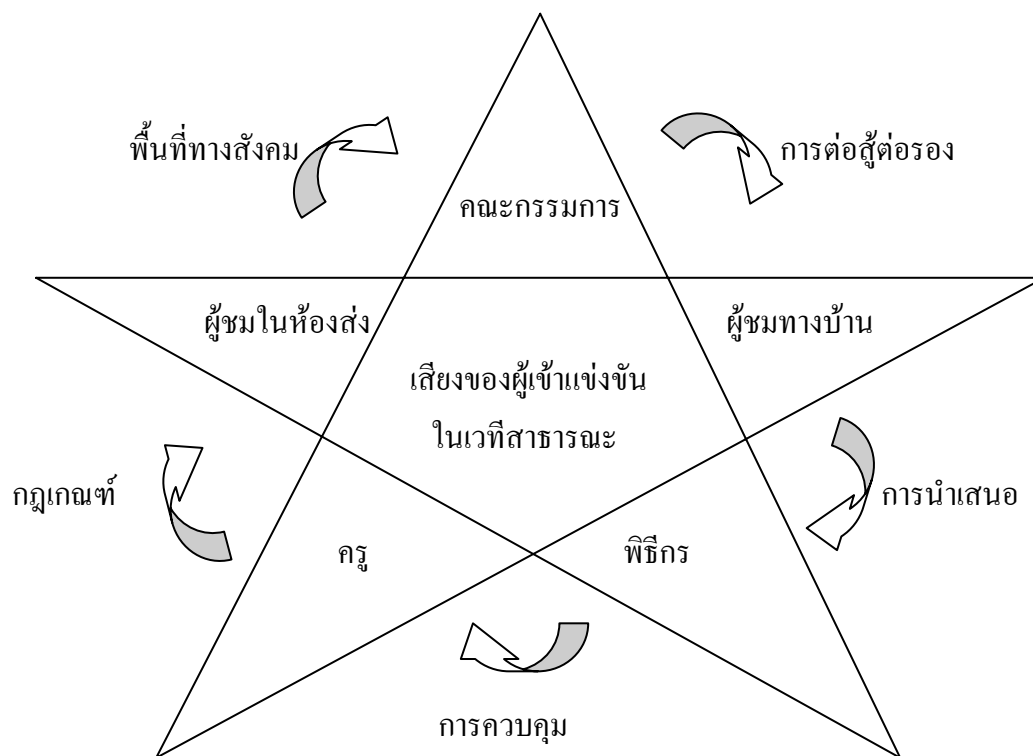 พื้นที่ทางสังคม
การต่อสู้ต่อรอง
คณะกรรมการ
ผู้ชมในห้องส่ง
ผู้ชมทางบ้าน
เสียงของผู้เข้าแข่งขัน
ในเวทีสาธารณะ
กฎเกณฑ์
การนำเสนอ
ครู
พิธีกร
การควบคุม